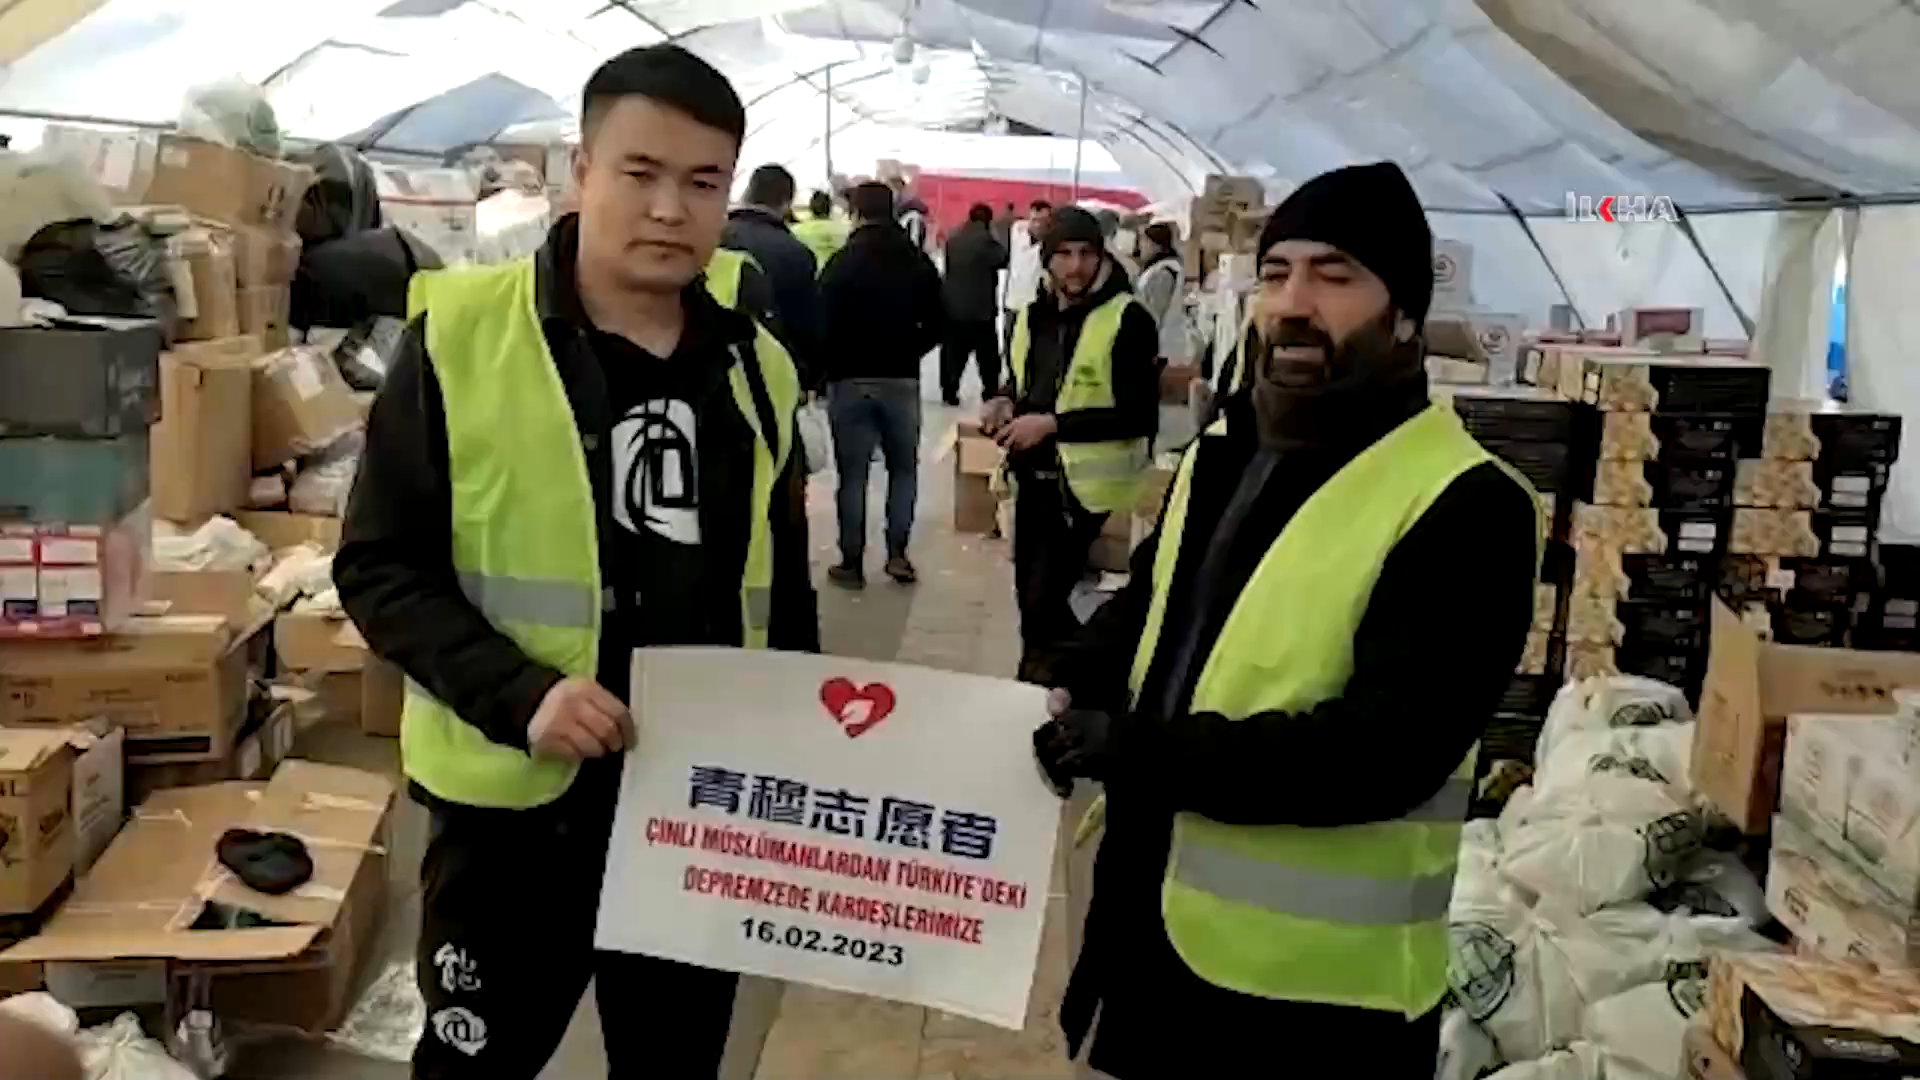 İLKHA
青穆志愿者
ÇİNLİ MÜSLÜMANLARDAN TÜRKİYE'DEKİ
DEPREMZEDE KARDEŞLERİMİZE
16.02.2023